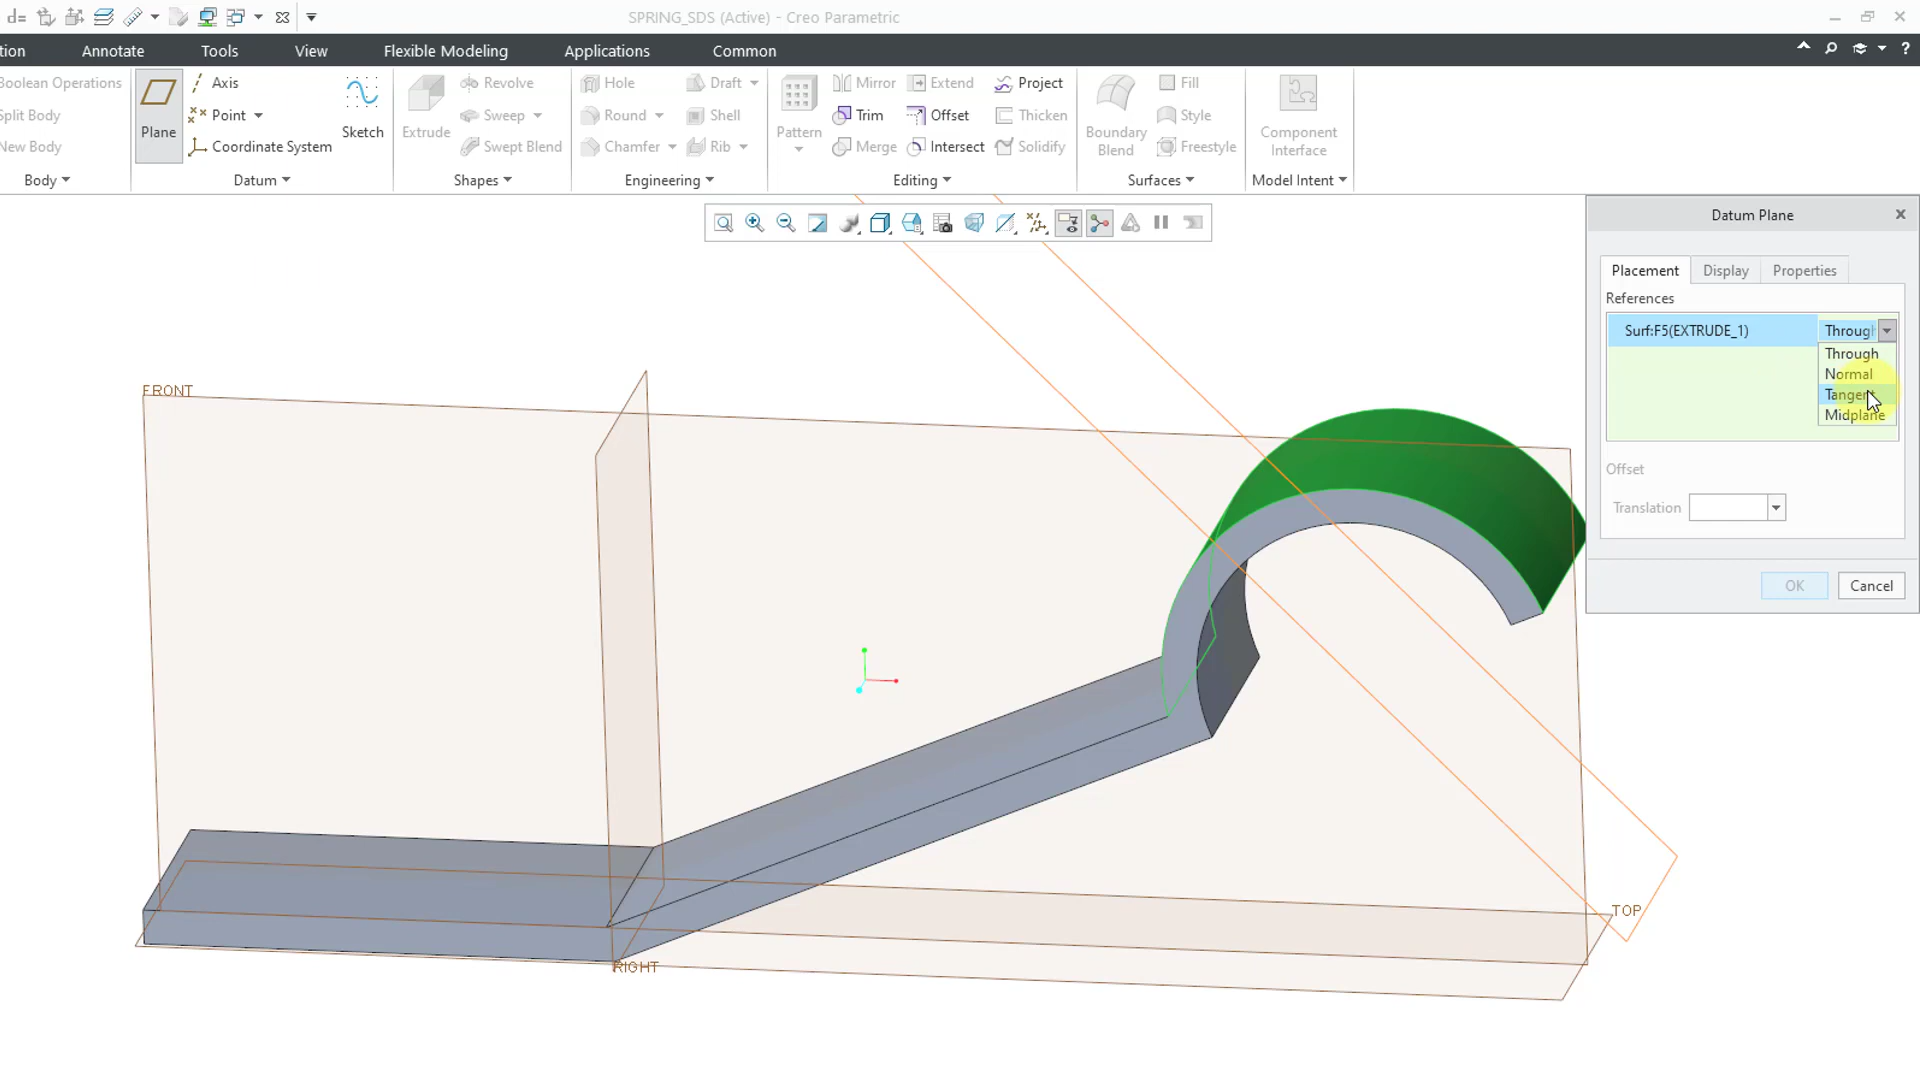 SPRING_SDS (Active) - Creo Parametric
tion Annotate Tools View Flexible Modeling Applications Common
Boolean Operations
Split Body
New Body
Body
Plane
Axis
Point
Coordinate System
Sketch
Datum
Extrude
Revolve
Sweep
Swept Blend
Shapes
Hole
Round
Chamfer
Draft
Shell
Rib
Engineering
Pattern
Mirror
Trim
Merge
Extend
Offset
Intersect
Project
Thicken
Solidify
Editing
Boundary
Blend
Fill
Style
Freestyle
Surfaces
Component
Interface
Model Intent
Datum Plane
Placement Display Properties
References
Surf:F5(EXTRUDE_1) Throug
Through
Normal
Tangent
Midplane
Offset
Translation
OK Cancel
FRONT
TOP
RIGHT